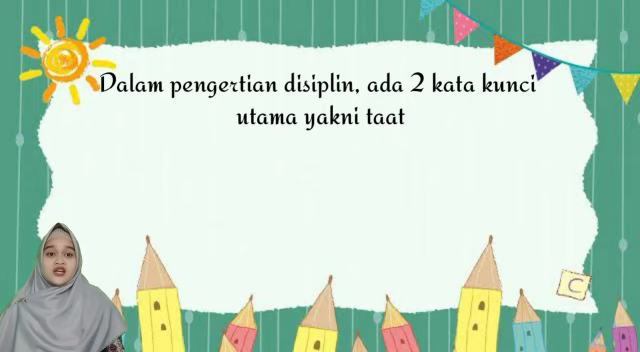 Dalam pengertian disiplin, ada 2 kata kunci
utama yakni taat
C